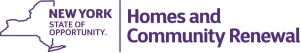 NEW YORK
STATE OF
OPPORTUNITY.
Homes and
Community Renewal